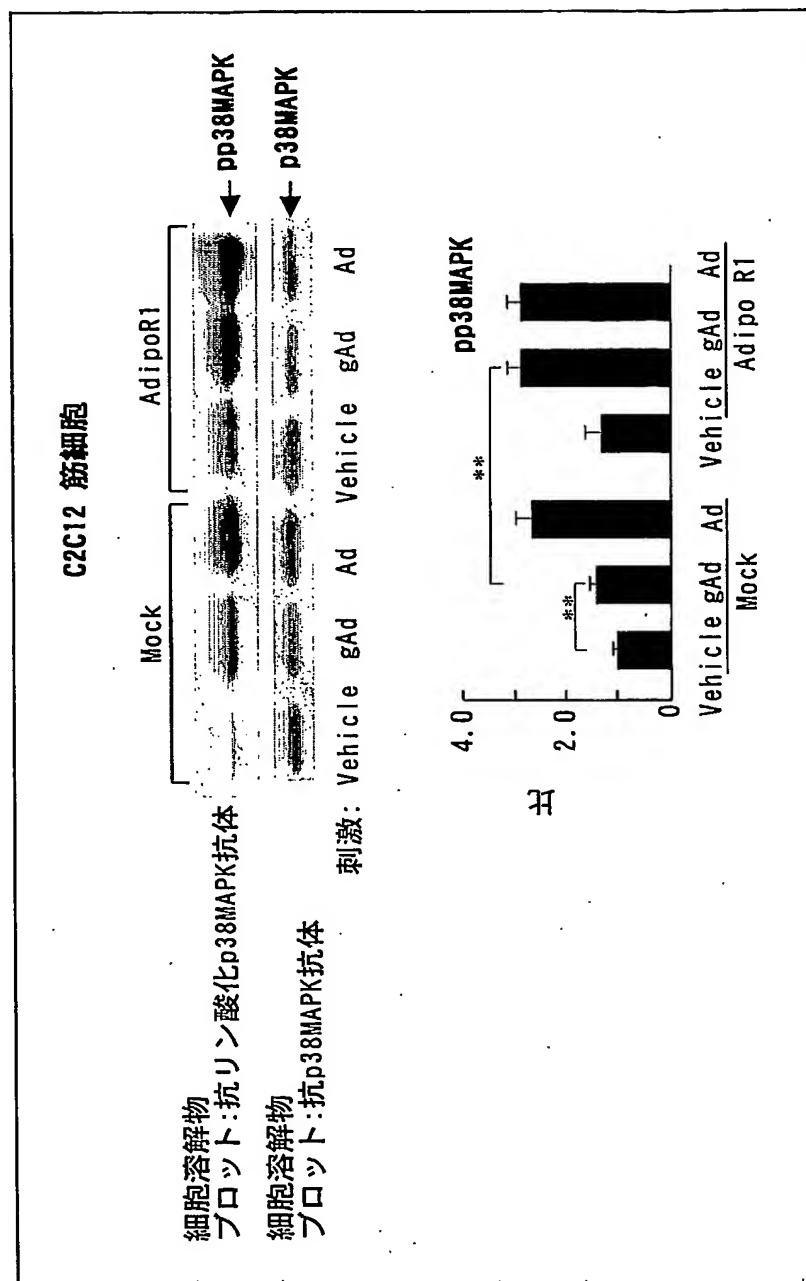 C2C12 筋細胞
Mock AdipoR1
細胞溶解物
ブロット:抗リン酸化p38MAPK抗体
pp38MAPK
細胞溶解物
ブロット:抗p38MAPK抗体
p38MAPK
刺激: Vehicle gAd Ad Vehicle gAd Ad
pp38MAPK
比
4.0
2.0
0
**
**
Vehicle gAd Ad Vehicle gAd Ad
Mock Adipo R1